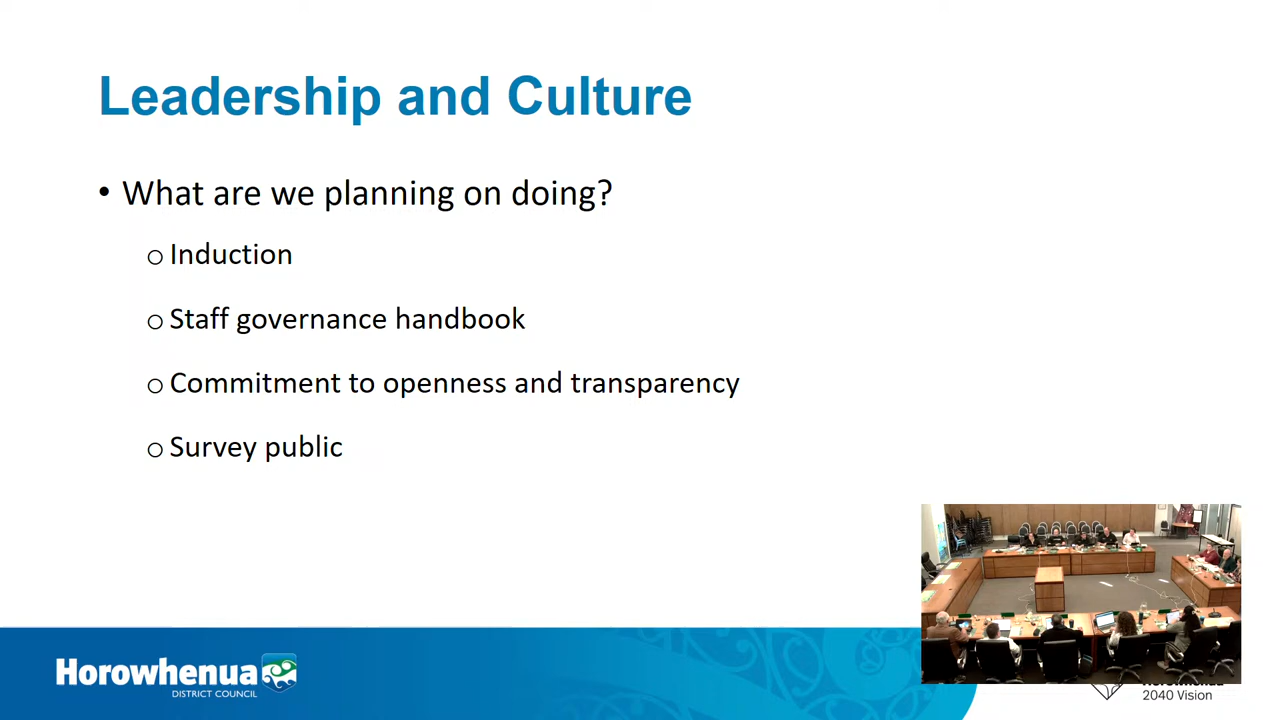 Leadership and Culture
• What are we planning on doing?
o Induction
o Staff governance handbook
o Commitment to openness and transparency
o Survey public
Horowhenua
DISTRICT COUNCIL
2040 Vision